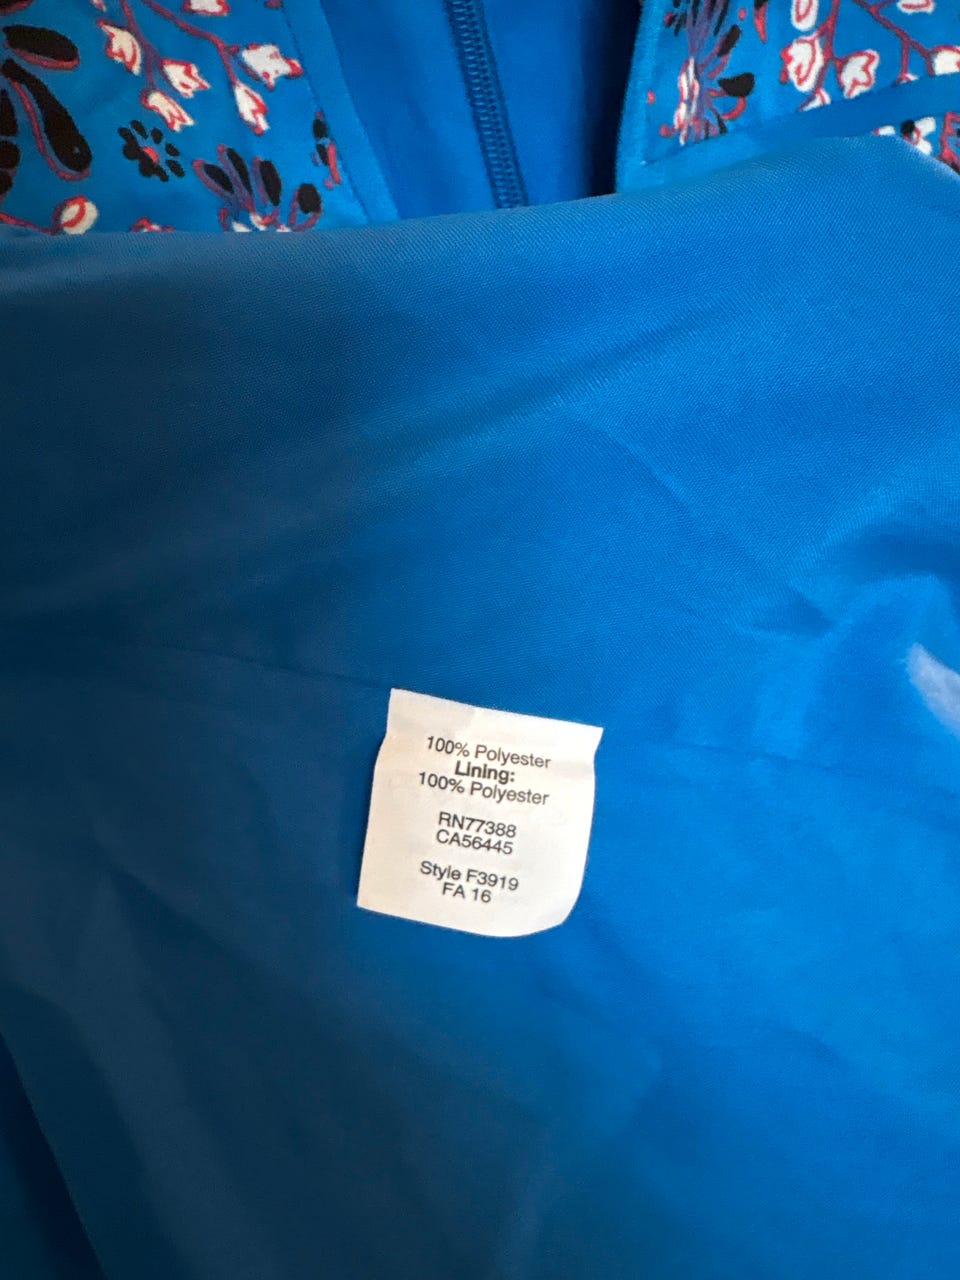 100% Polyester
Lining:
100% Polyester
RN77388
CA56445
Style F3919
FA 16